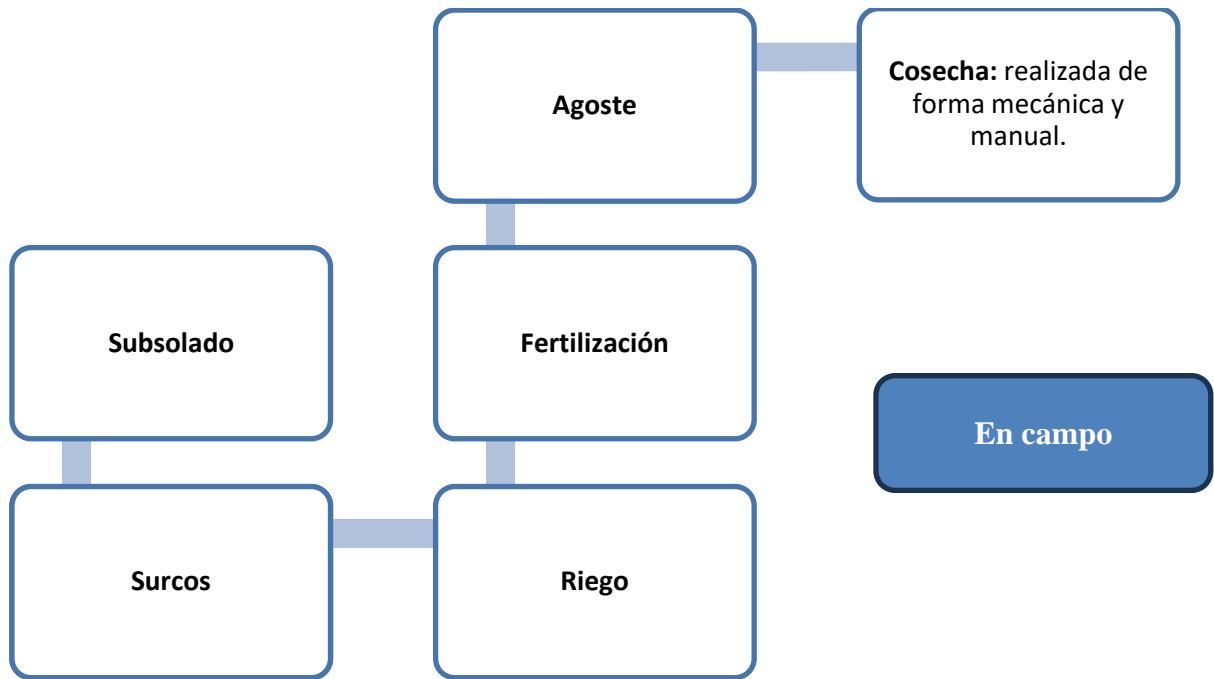 Agoste
Cosecha: realizada de
forma mecánica y
manual.
Subsolado
Fertilización
En campo
Surcos
Riego